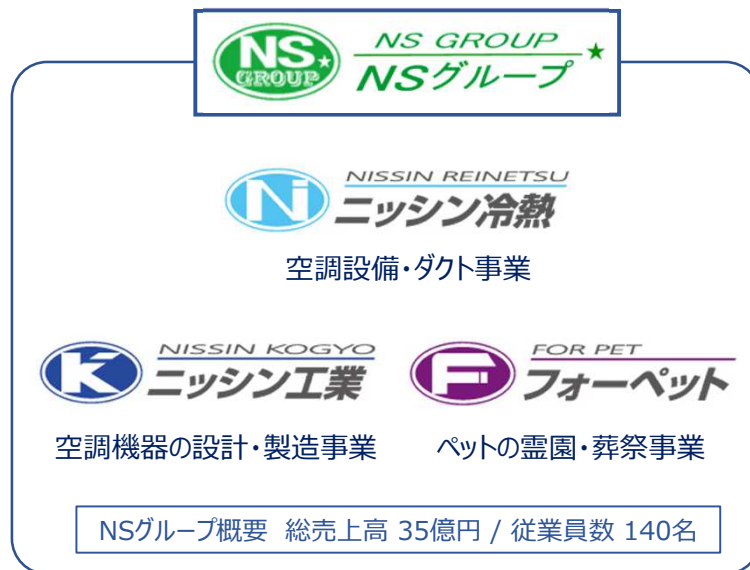 NS
GROUP
NS GROUP
NSグループ
Ni
NISSIN REINETSU
ニッシン冷熱
空調設備・ダクト事業
K
NISSIN KOGYO
ニッシン工業
空調機器の設計・製造事業
F
FOR PET
フォーペット
ペットの霊園・葬祭事業
NSグループ概要 総売上高 35億円 / 従業員数 140名